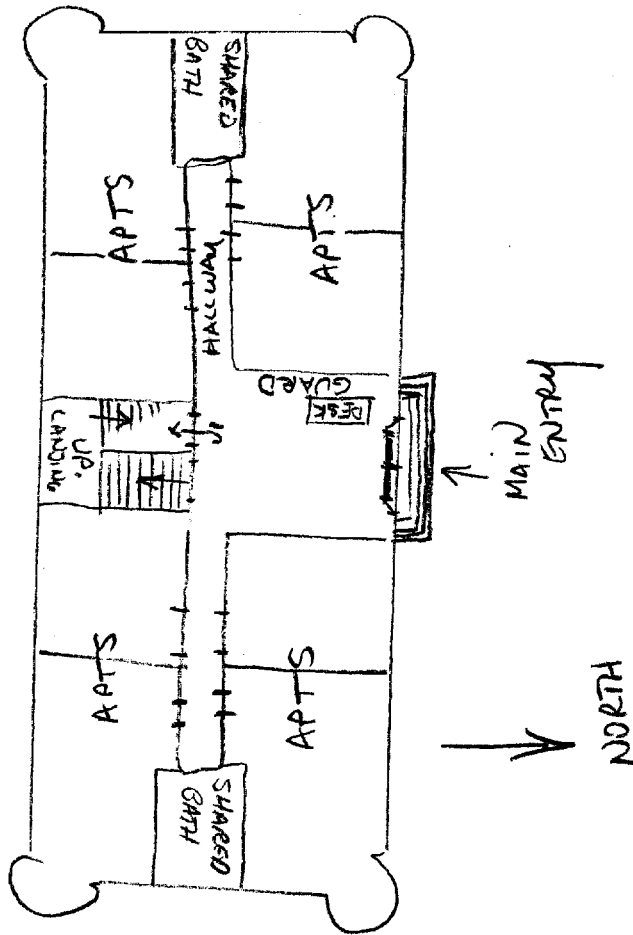 APTS
UP.
LANDING
APTS
SHARED
BATH
HALLWAY
SHARED
BATH
APTS
GUARD
DESK
APTS
NORTH
MAIN
ENTRY